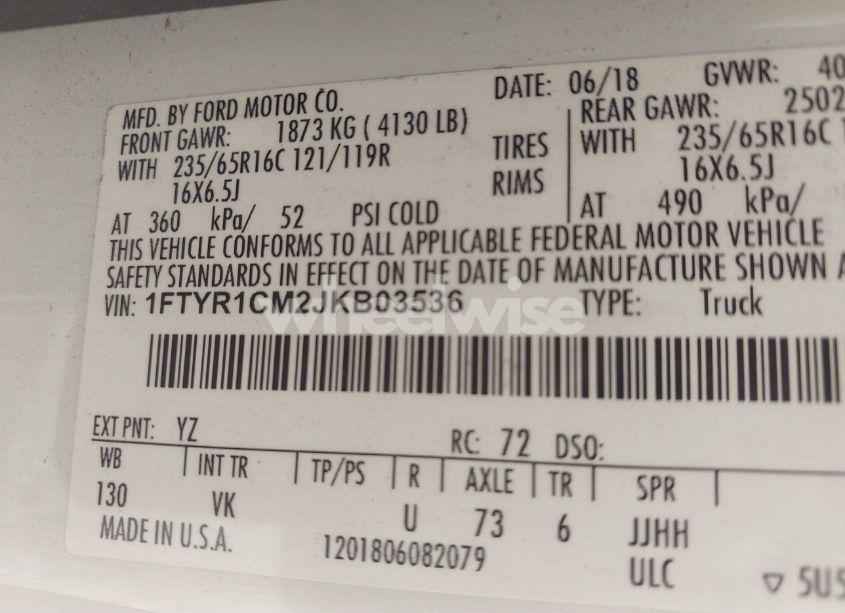 MFD. BY FORD MOTOR CO. DATE: 06/18 GVWR: 40
FRONT GAWR: 1873 KG ( 4130 LB) REAR GAWR: 2502
WITH 235/65R16C 121/119R TIRES WITH 235/65R16C 1
16X6.5J RIMS 16X6.5J
AT 360 kPa/ 52 PSI COLD AT 490 kPa/
THIS VEHICLE CONFORMS TO ALL APPLICABLE FEDERAL MOTOR VEHICLE
SAFETY STANDARDS IN EFFECT ON THE DATE OF MANUFACTURE SHOWN A
VIN: 1FTYR1CM2JKB03536 TYPE: Truck
wheelwise
EXT PNT: YZ RC: 72 DSO:
WB INT TR TP/PS R AXLE TR SPR
130 VK U 73 6 JJHH
MADE IN U.S.A. 1201806082079 ULC ▽ 5U5